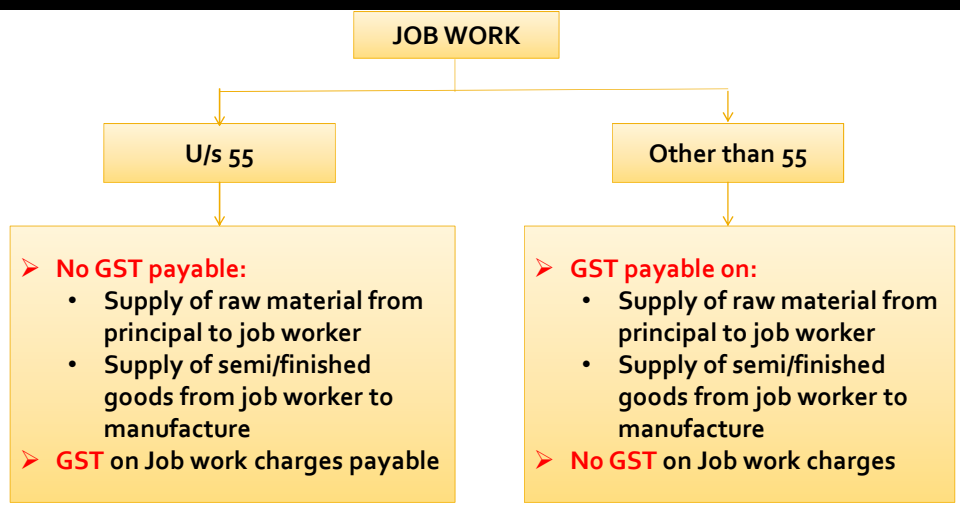 JOB WORK
U/s 55
Other than 55
➢ No GST payable:
• Supply of raw material from
principal to job worker
• Supply of semi/finished
goods from job worker to
manufacture
➢ GST on Job work charges payable
➢ GST payable on:
• Supply of raw material from
principal to job worker
• Supply of semi/finished
goods from job worker to
manufacture
➢ No GST on Job work charges